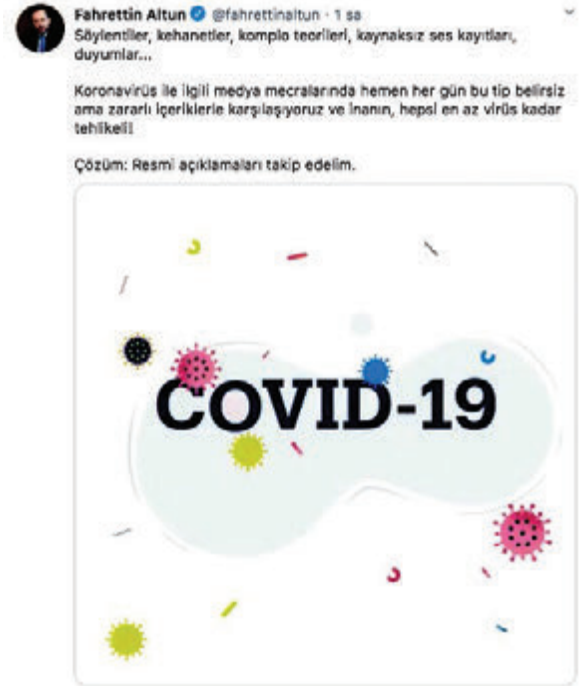 Fahrettin Altun @fahrettinaltun · 1 sa
Söylentiler, kehanetler, komplo teorileri, kaynaksız ses kayıtları,
duyumlar...
Koronavirüs ile ilgili medya mecralarında hemen her gün bu tip belirsiz
ama zararlı içeriklerle karşılaşıyoruz ve inanın, hepsi en az virüs kadar
tehlikeli!
Çözüm: Resmi açıklamaları takip edelim.
COVID-19